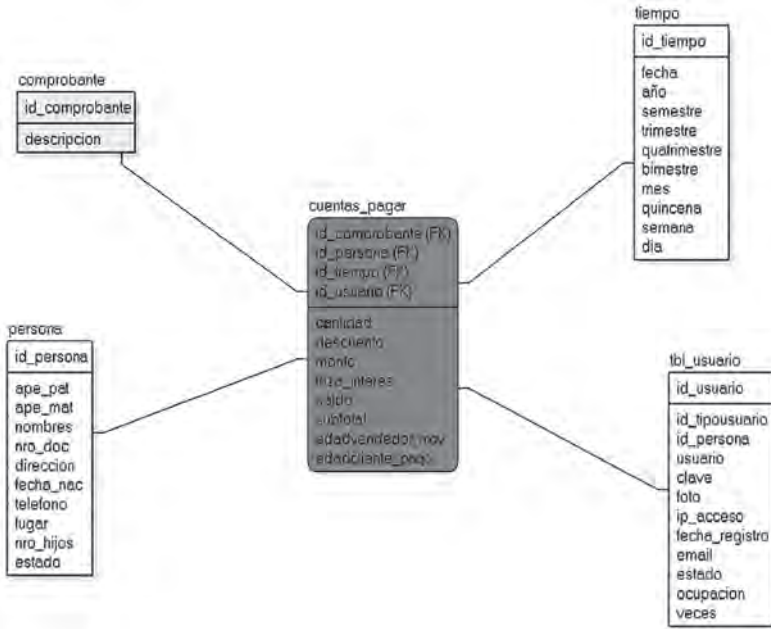 comprobante
id_comprobante
descripcion
tiempo
id_tiempo
fecha
año
semestre
trimestre
quatrimestre
bimestre
mes
quincena
semana
dia
cuentas_pagar
id_comprobante (FK)
id_persona (FK)
id_tiempo (FK)
id_usuario (FK)
cantidad
descuento
monto
saldo
subtotal
persona
id_persona
ape_pat
ape_mat
nombres
nro_doc
direccion
fecha_nac
telefono
lugar
nro_hijos
estado
tbl_usuario
id_usuario
id_tipousuario
id_persona
usuario
clave
foto
ip_acceso
fecha_registro
email
estado
ocupacion
veces